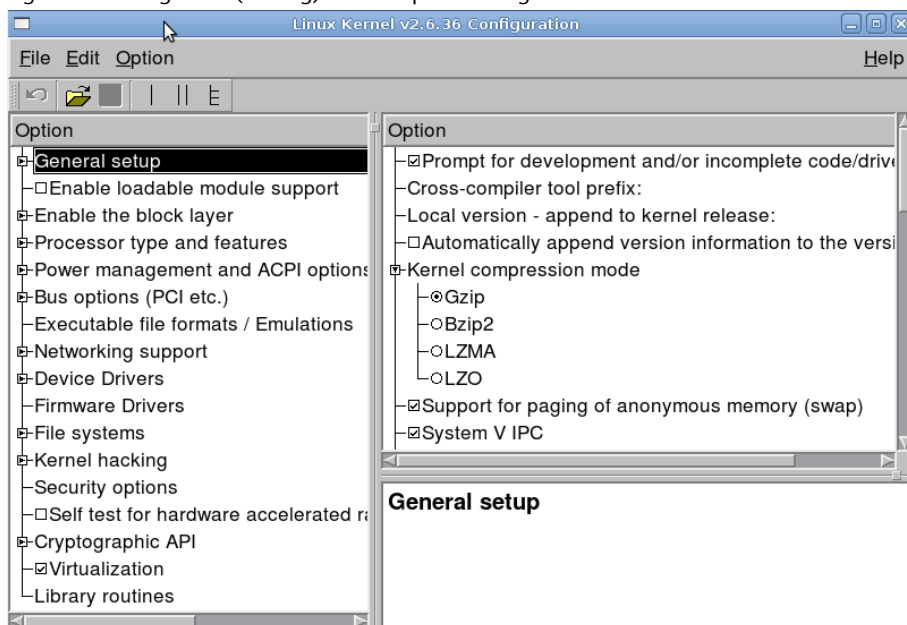 Linux Kernel v2.6.36 Configuration
File Edit Option Help
Option
General setup
Enable loadable module support
Enable the block layer
Processor type and features
Power management and ACPI options
Bus options (PCI etc.)
Executable file formats / Emulations
Networking support
Device Drivers
Firmware Drivers
File systems
Kernel hacking
Security options
Self test for hardware accelerated
Cryptographic API
Virtualization
Library routines
Option
Prompt for development and/or incomplete code/drive
Cross-compiler tool prefix:
Local version - append to kernel release:
Automatically append version information to the versi
Kernel compression mode
Gzip
Bzip2
LZMA
LZO
Support for paging of anonymous memory (swap)
System V IPC
General setup